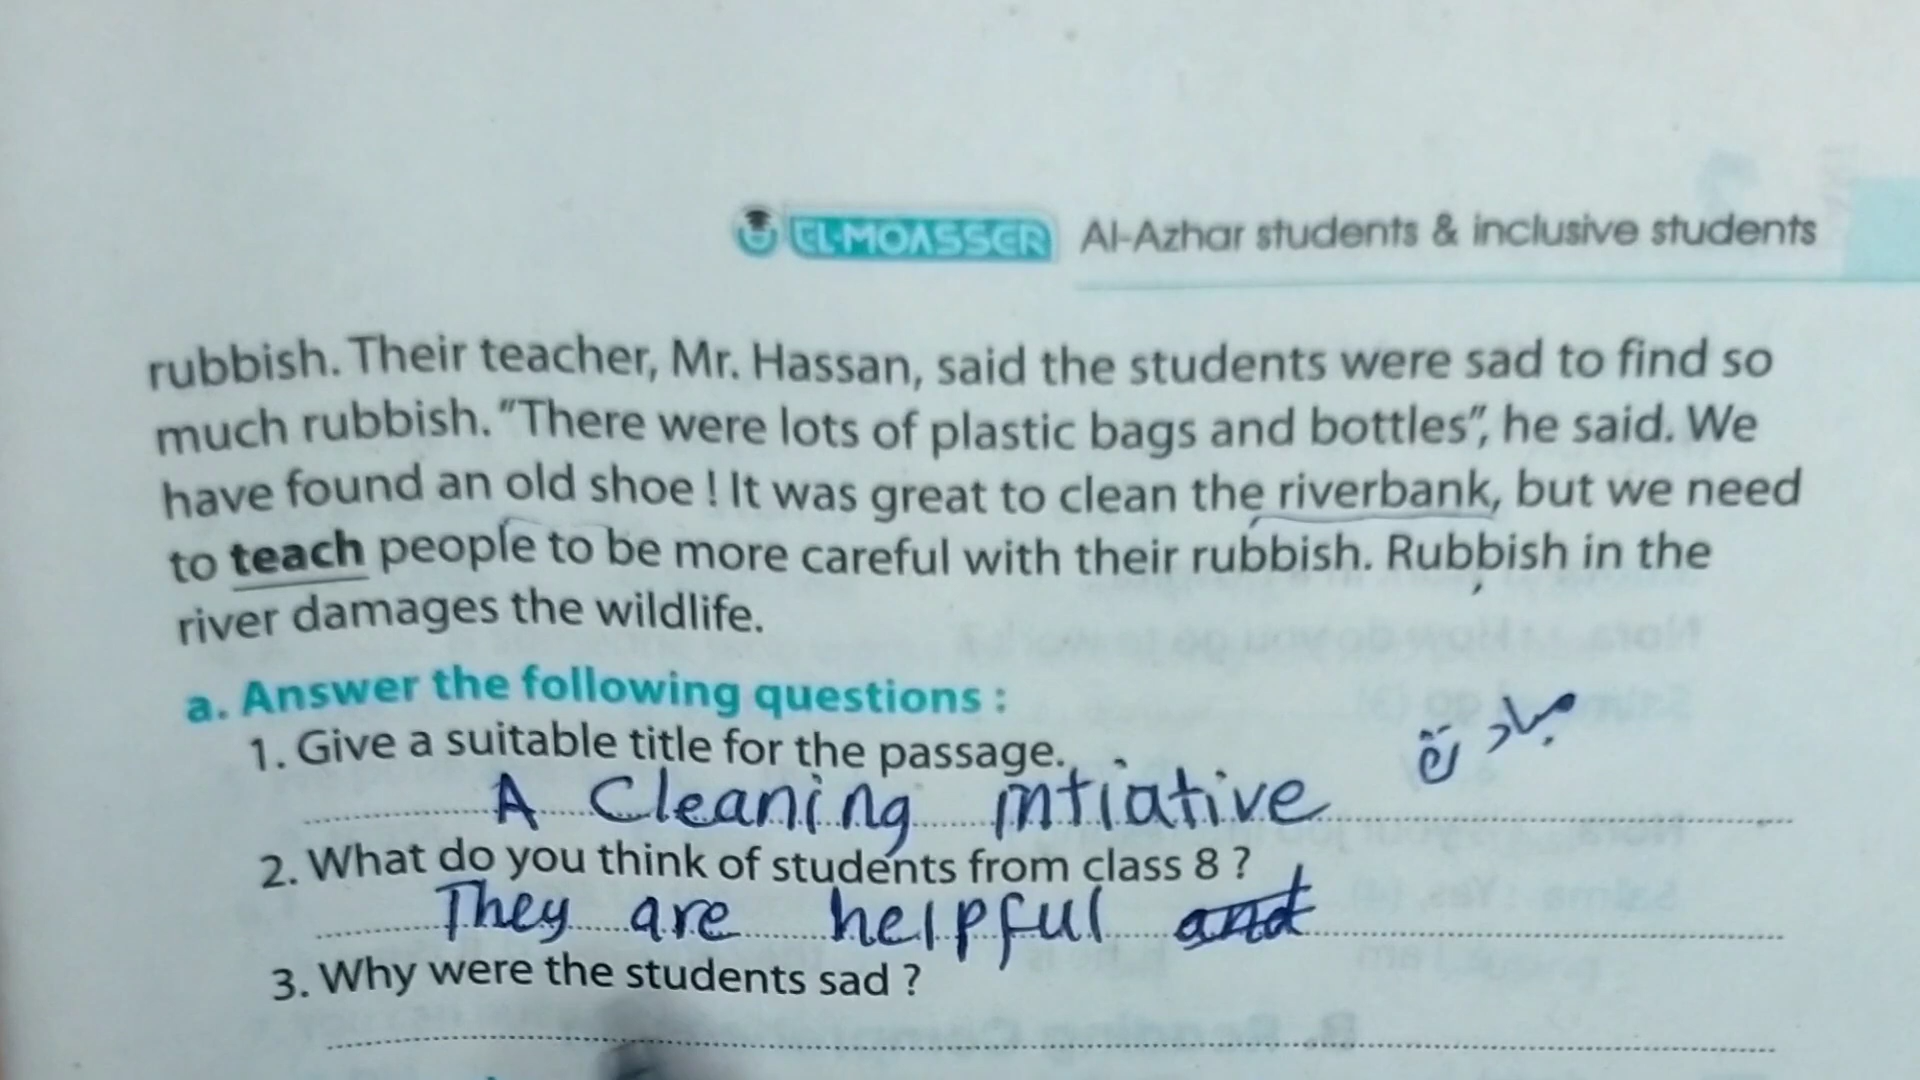 EL-MOASSER Al-Azhar students & inclusive students
rubbish. Their teacher, Mr. Hassan, said the students were sad to find so
much rubbish. "There were lots of plastic bags and bottles", he said. We
have found an old shoe ! It was great to clean the riverbank, but we need
to teach people to be more careful with their rubbish. Rubbish in the
river damages the wildlife.
a. Answer the following questions :
1. Give a suitable title for the passage.
مبادرة
A Cleaning intiative
2. What do you think of students from class 8 ?
They are helpful and
3. Why were the students sad ?